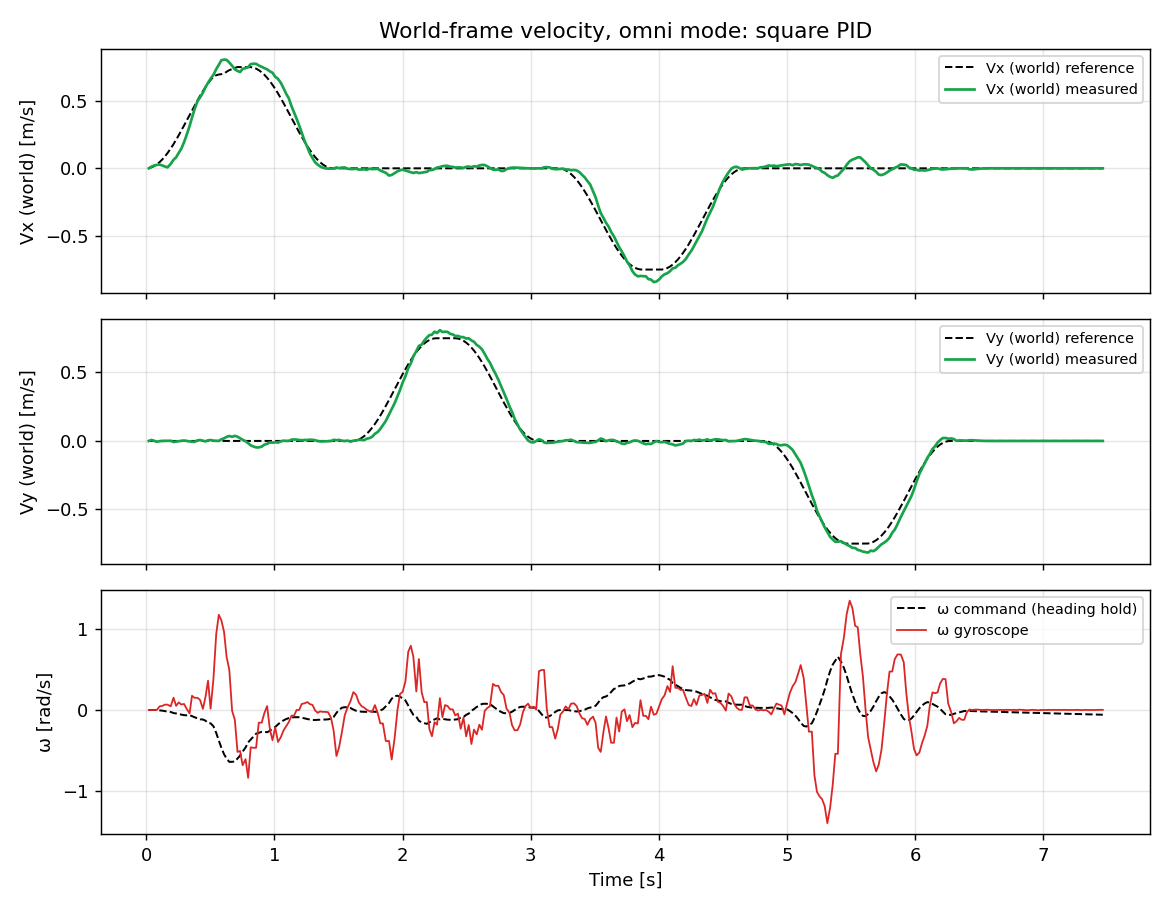 World-frame velocity, omni mode: square PID
Vx (world) [m/s]
0.5
0.0
−0.5
Vx (world) reference
Vx (world) measured
Vy (world) [m/s]
0.5
0.0
−0.5
Vy (world) reference
Vy (world) measured
ω [rad/s]
1
0
−1
ω command (heading hold)
ω gyroscope
0 1 2 3 4 5 6 7
Time [s]